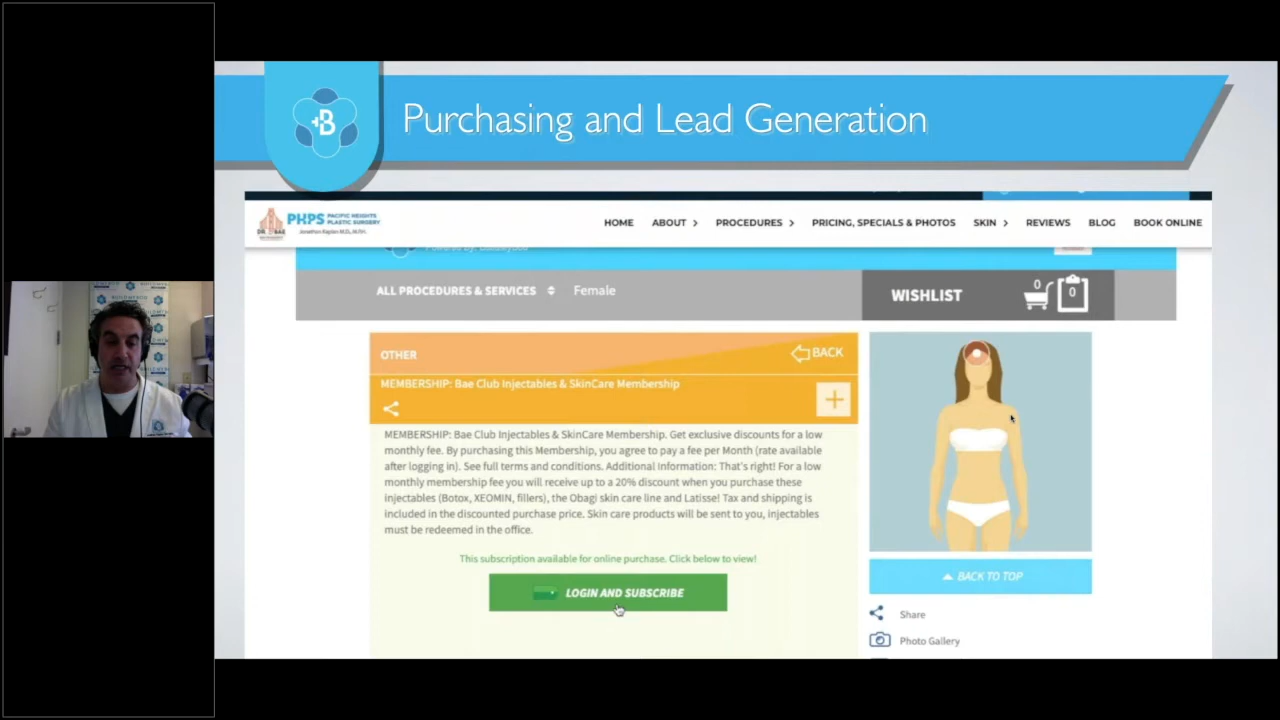 Purchasing and Lead Generation
B
PHPS PACIFIC HEIGHTS
PLASTIC SURGERY
DR. BAE
HOME ABOUT PROCEDURES PRICING, SPECIALS & PHOTOS SKIN REVIEWS BLOG BOOK ONLINE
ALL PROCEDURES & SERVICES Female
WISHLIST 0 0
OTHER BACK
MEMBERSHIP: Bae Club Injectables & SkinCare Membership
MEMBERSHIP: Bae Club Injectables & SkinCare Membership. Get exclusive discounts for a low
monthly fee. By purchasing this Membership, you agree to pay a fee per Month (rate available
after logging in). See full terms and conditions. Additional Information: That's right! For a low
monthly membership fee you will receive up to a 20% discount when you purchase these
injectables (Botox, XEOMIN, fillers), the Obagi skin care line and Latisse! Tax and shipping is
included in the discounted purchase price. Skin care products will be sent to you, injectables
must be redeemed in the office.
This subscription available for online purchase. Click below to view!
LOGIN AND SUBSCRIBE
BACK TO TOP
Share
Photo Gallery